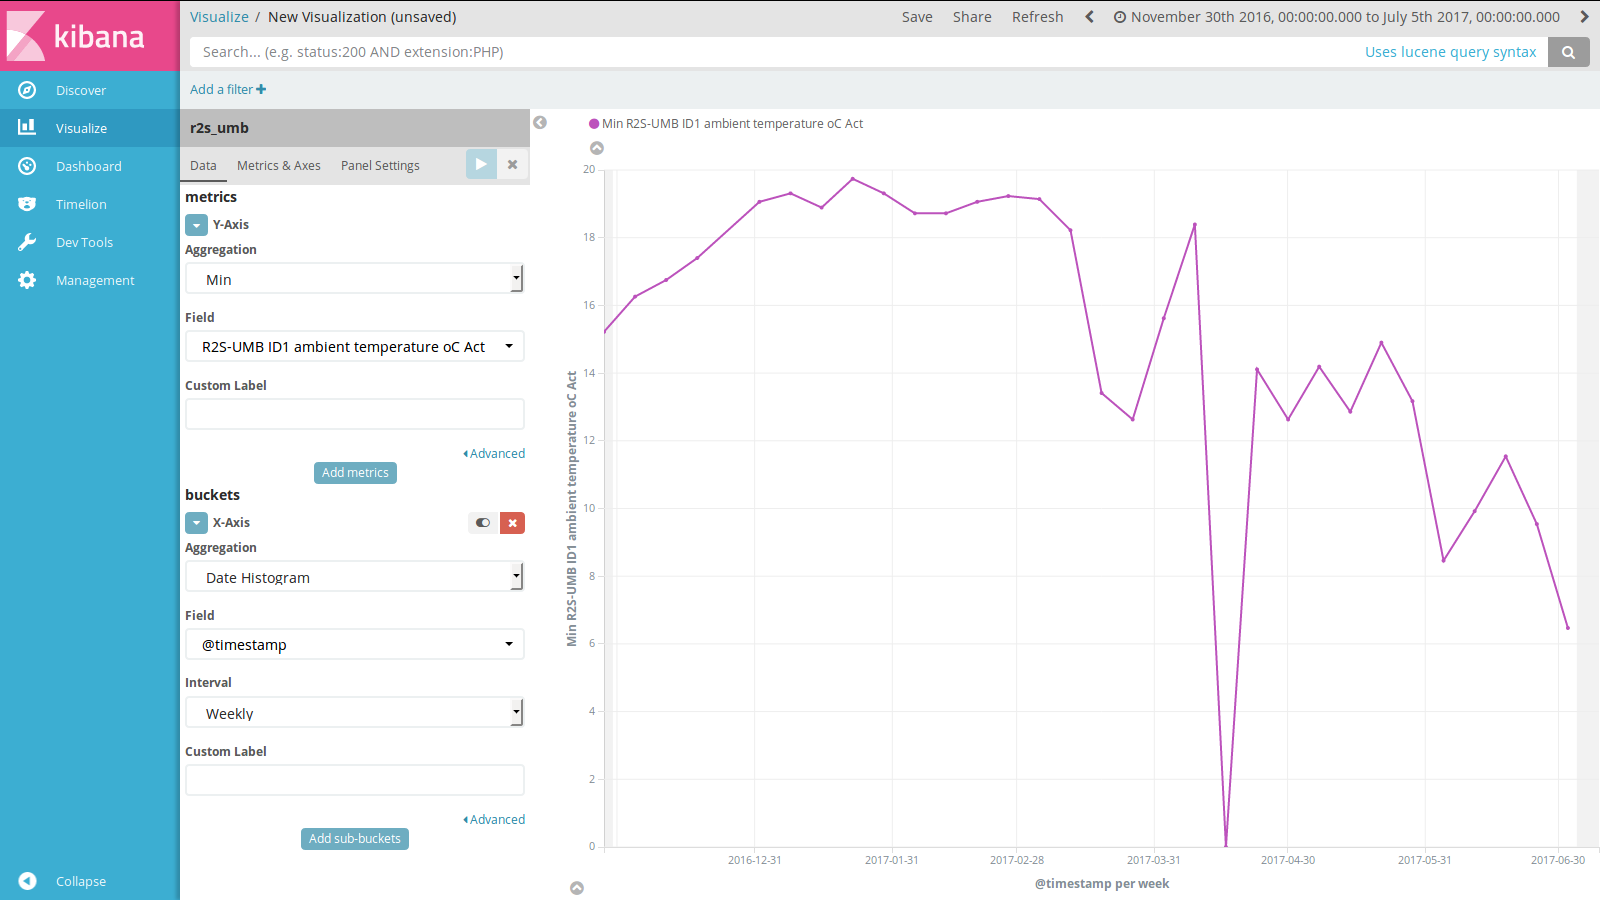 kibana
Discover
Visualize
Dashboard
Timelion
Dev Tools
Management
Collapse
Visualize / New Visualization (unsaved)
Save Share Refresh November 30th 2016, 00:00:00.000 to July 5th 2017, 00:00:00.000
Search... (e.g. status:200 AND extension:PHP) Uses lucene query syntax
Add a filter
r2s_umb
Data Metrics & Axes Panel Settings
metrics
Y-Axis
Aggregation
Min
Field
R2S-UMB ID1 ambient temperature oC Act
Custom Label
Advanced
Add metrics
buckets
X-Axis
Aggregation
Date Histogram
Field
@timestamp
Interval
Weekly
Custom Label
Advanced
Add sub-buckets
Min R2S-UMB ID1 ambient temperature oC Act
Min R2S-UMB ID1 ambient temperature oC Act
20
18
16
14
12
10
8
6
4
2
0
2016-12-31 2017-01-31 2017-02-28 2017-03-31 2017-04-30 2017-05-31 2017-06-30
@timestamp per week